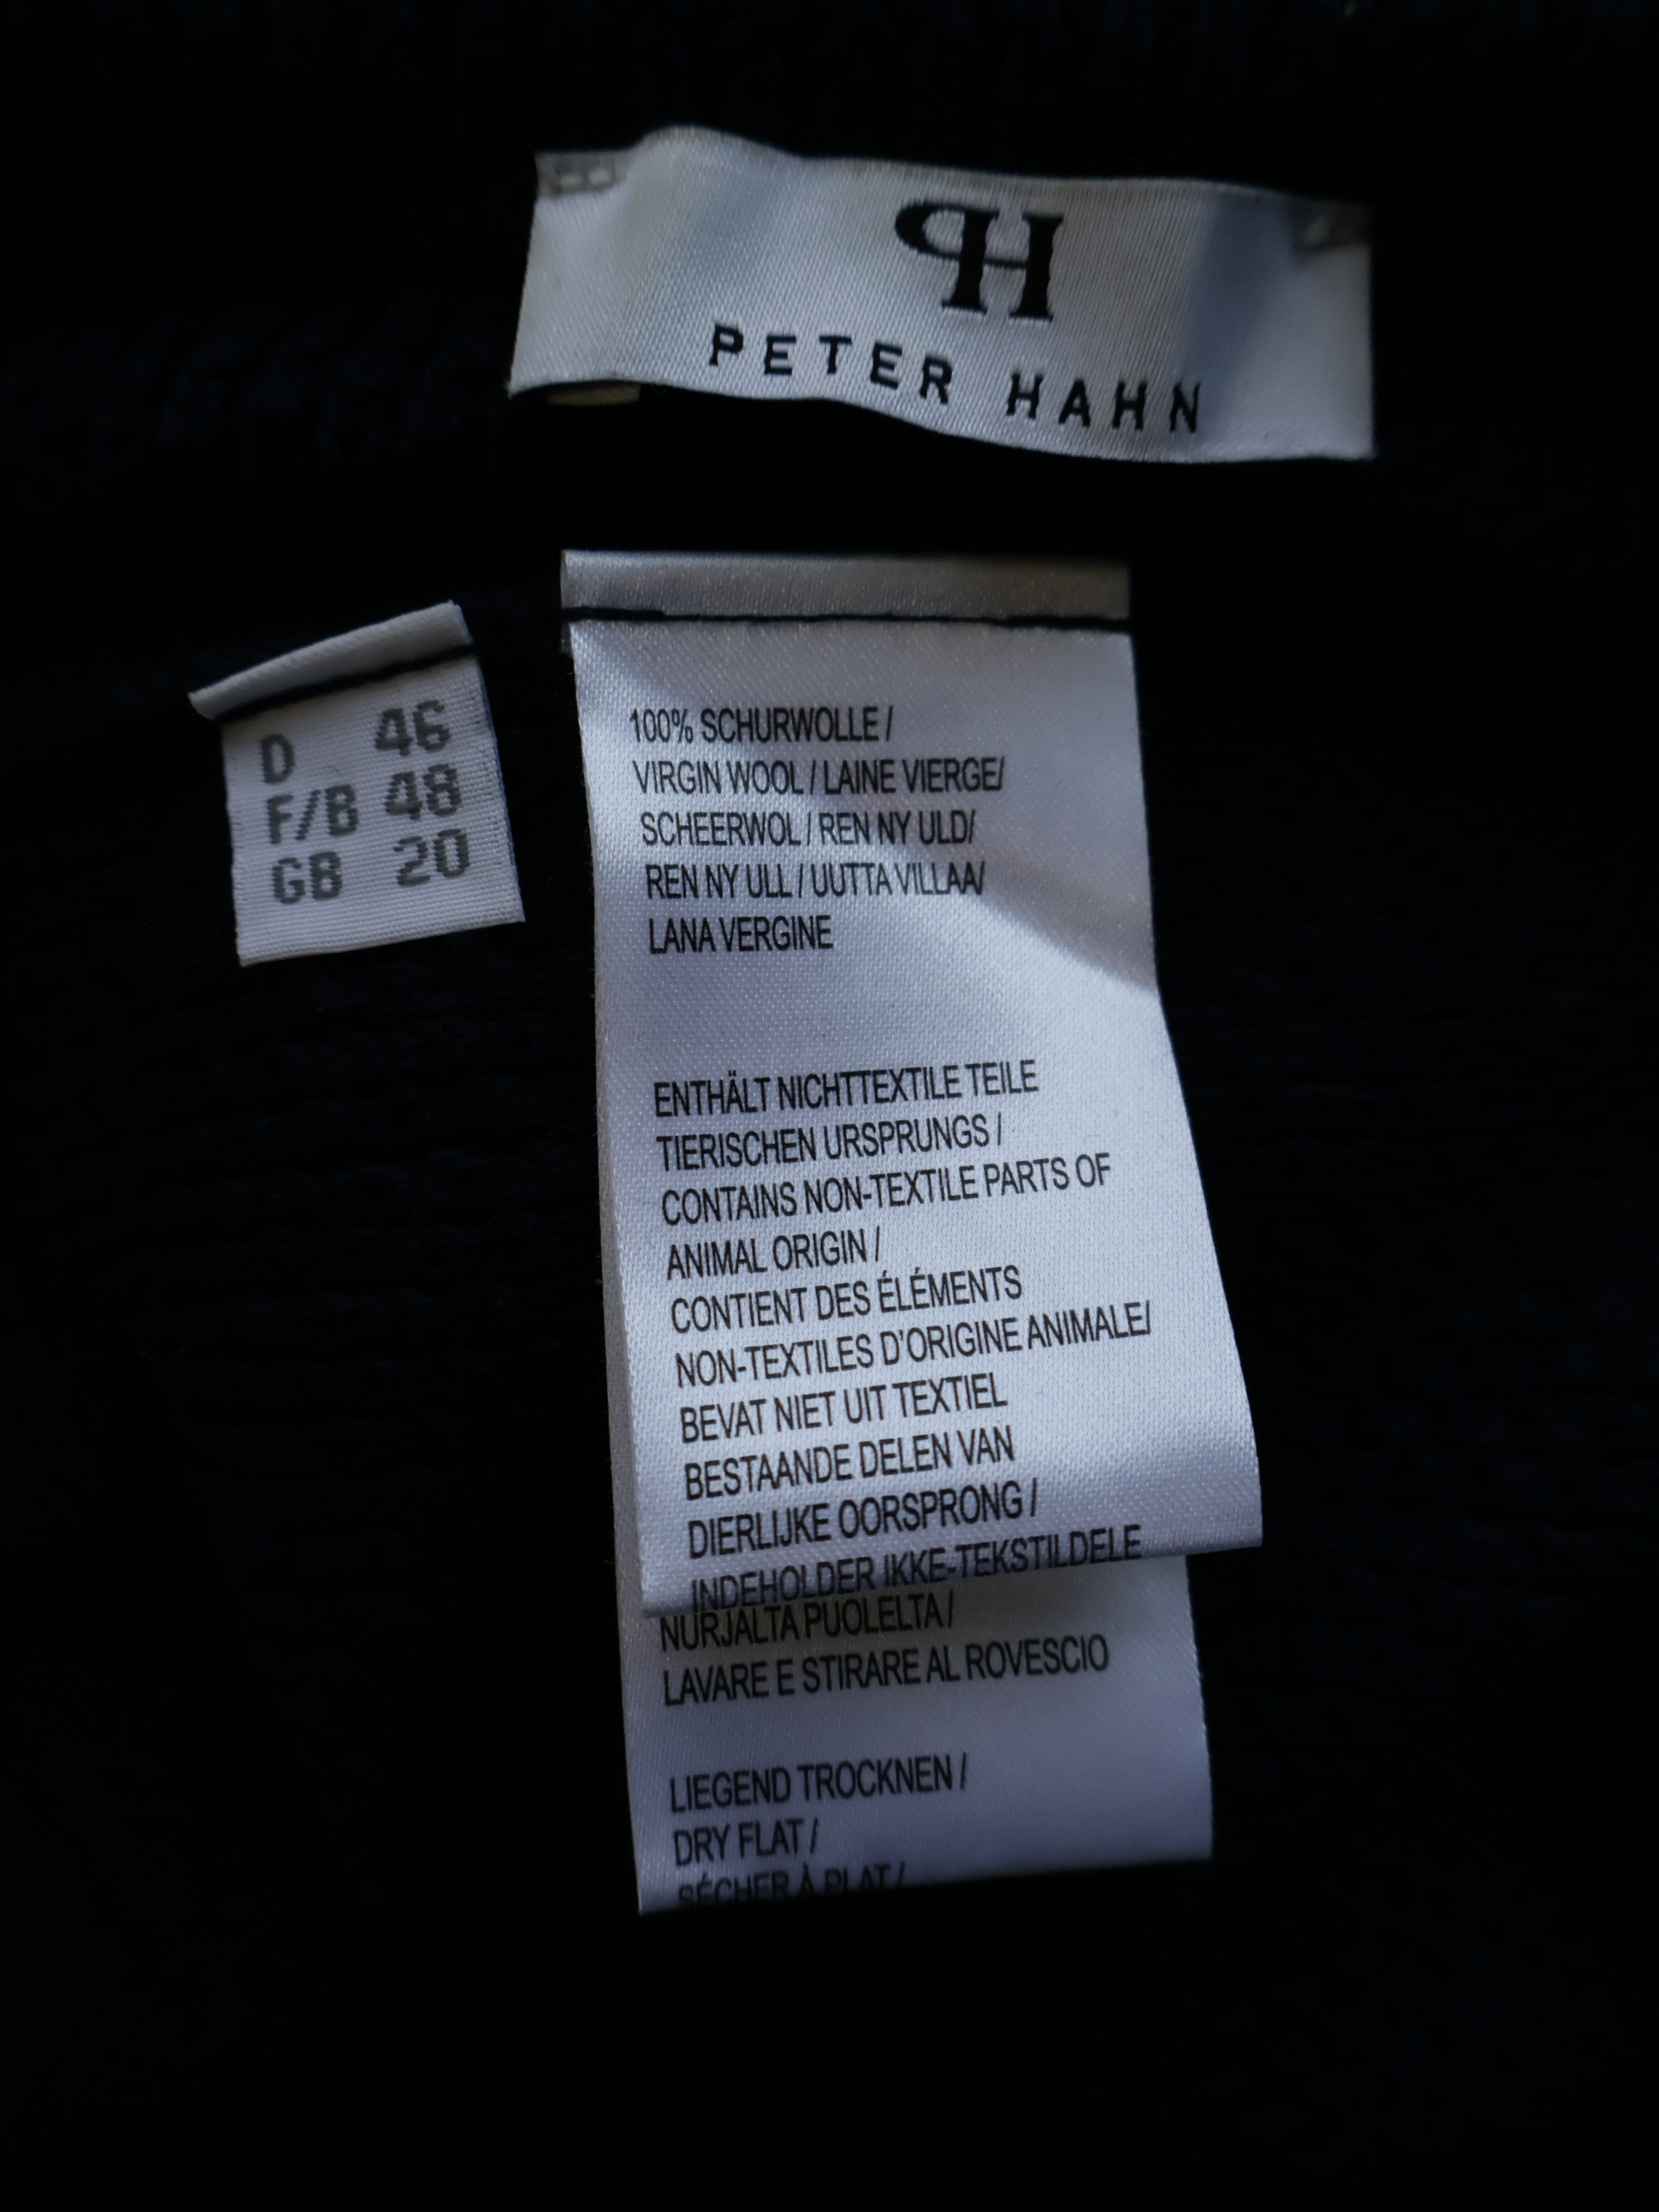 PH
PETER HAHN
D 46
F/B 48
GB 20
100% SCHURWOLLE /
VIRGIN WOOL / LAINE VIERGE/
SCHEERWOL / REN NY ULD/
REN NY ULL / UUTTA VILLAA/
LANA VERGINE
ENTHÄLT NICHTTEXTILE TEILE
TIERISCHEN URSPRUNGS /
CONTAINS NON-TEXTILE PARTS OF
ANIMAL ORIGIN /
CONTIENT DES ÉLÉMENTS
NON-TEXTILES D'ORIGINE ANIMALE/
BEVAT NIET UIT TEXTIEL
BESTAANDE DELEN VAN
DIERLIJKE OORSPRONG /
INDEHOLDER IKKE-TEKSTILDELE
NURJALTA PUOLELTA /
LAVARE E STIRARE AL ROVESCIO
LIEGEND TROCKNEN /
DRY FLAT /
SÉCHER À PLAT /